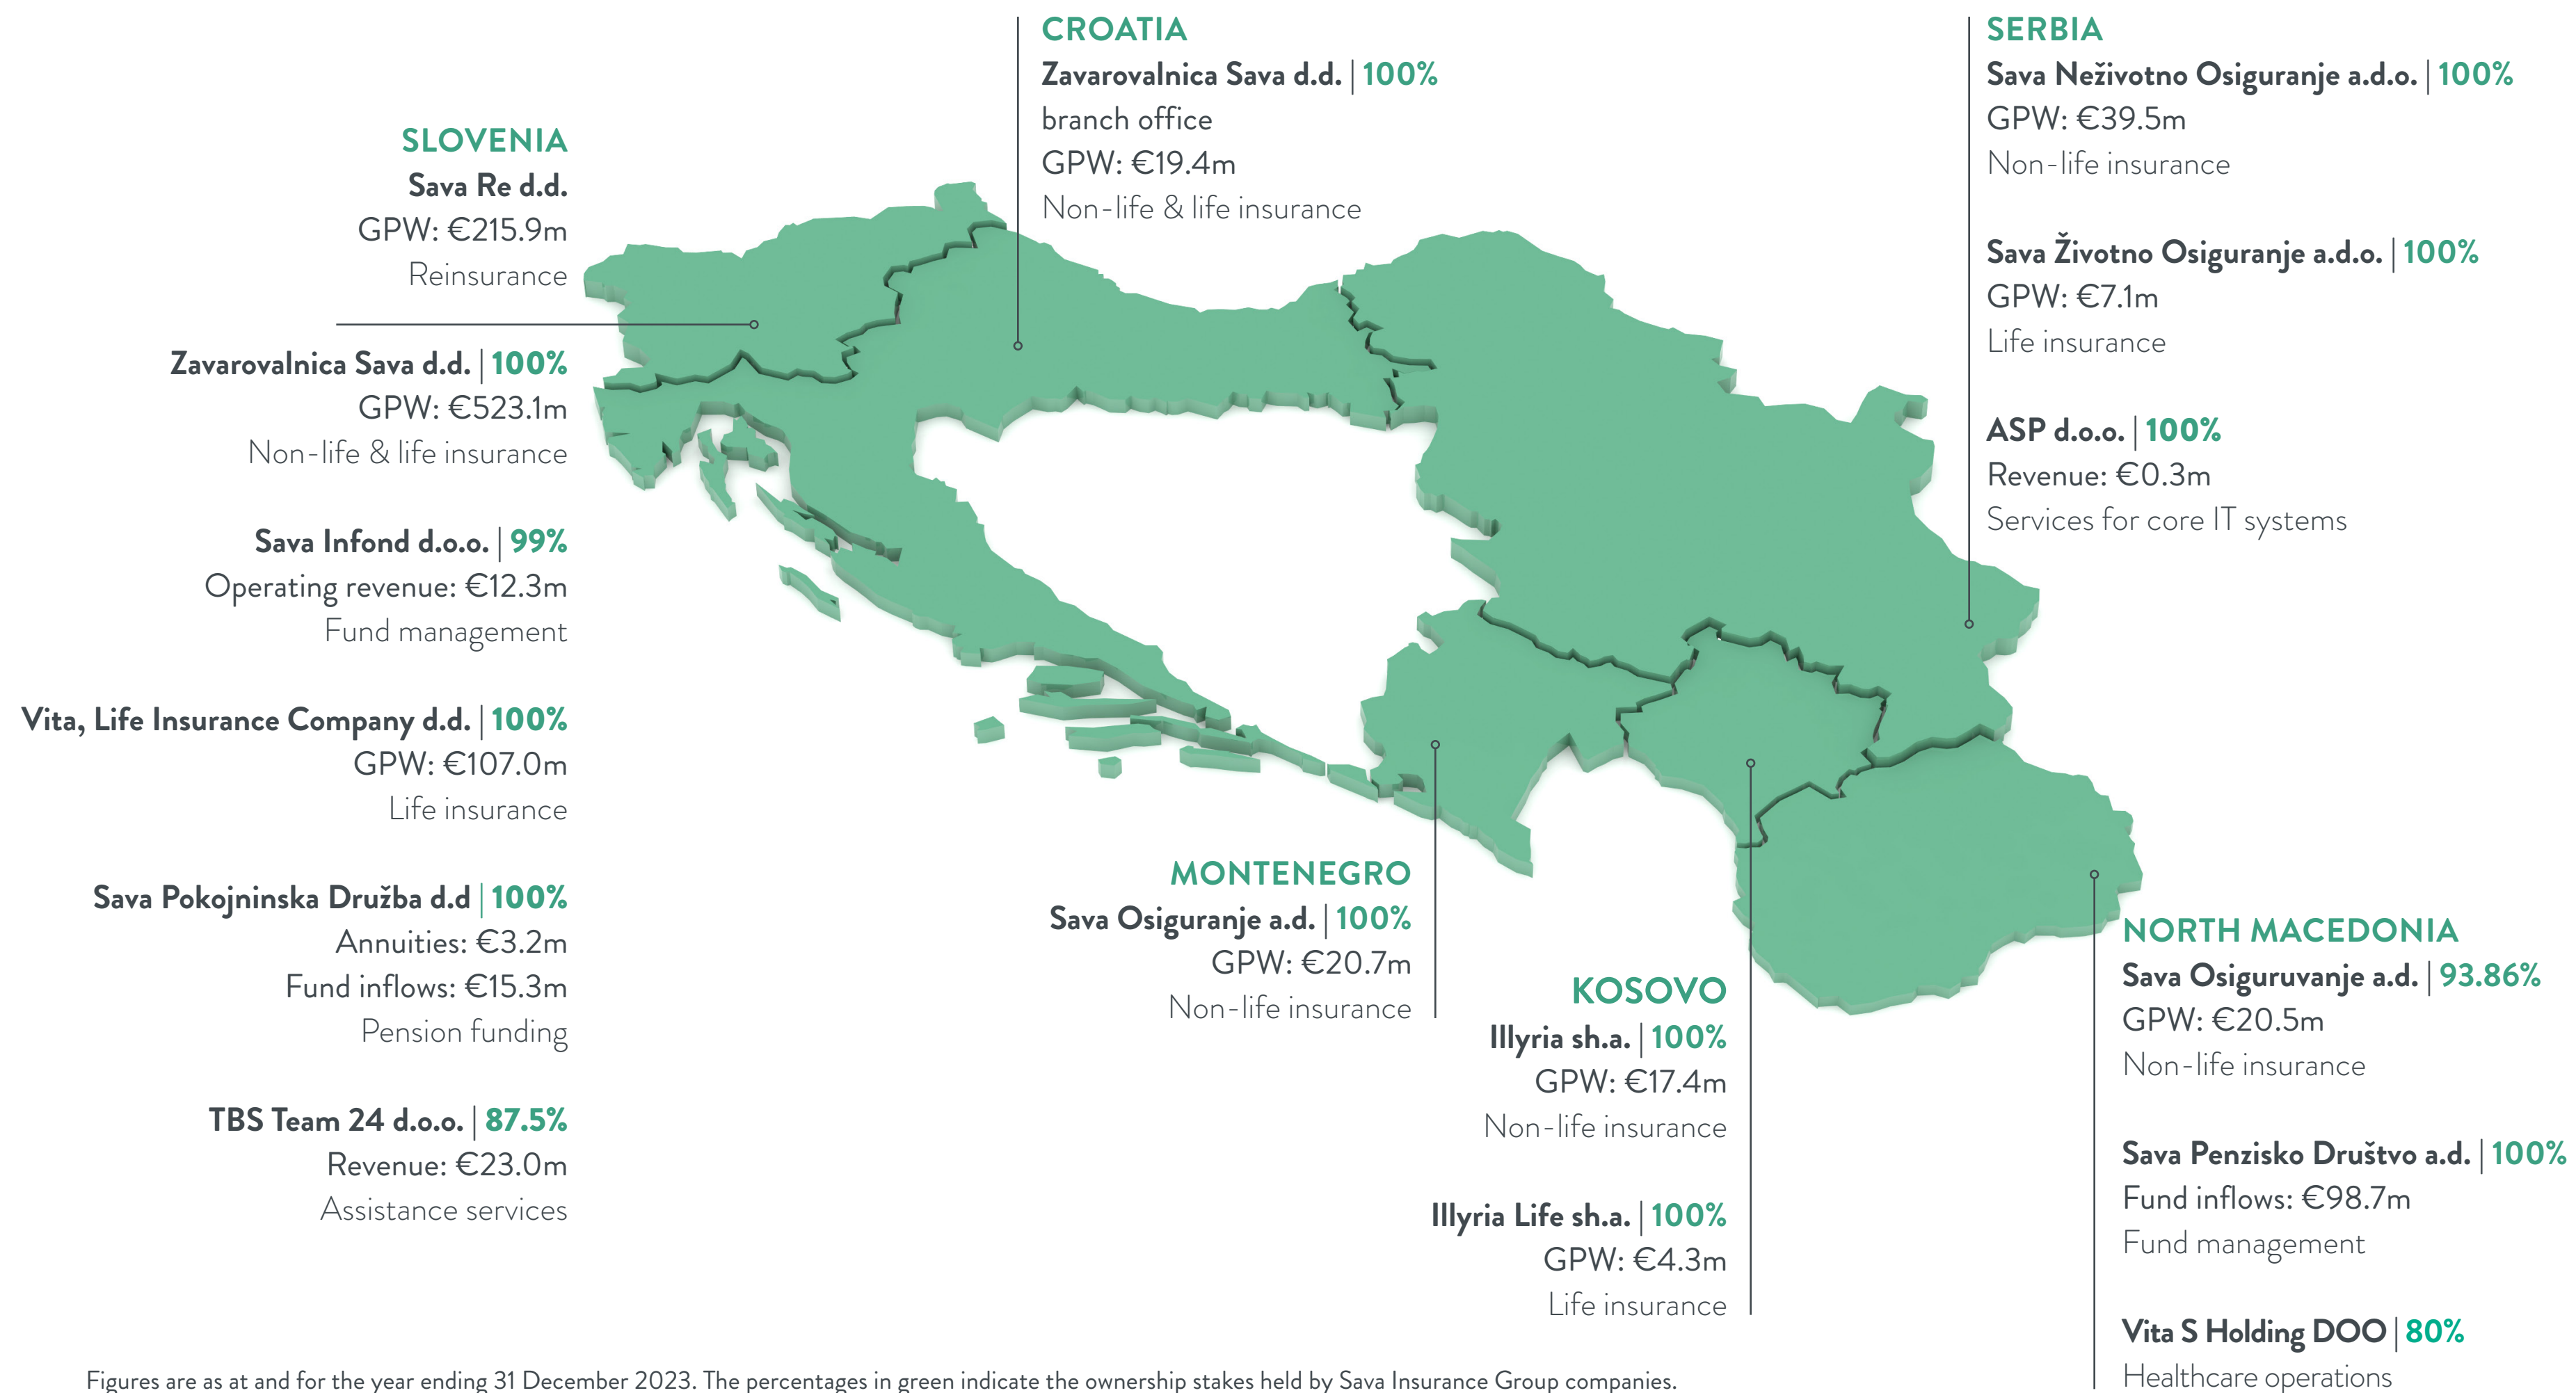 SLOVENIA
Sava Re d.d.
GPW: €215.9m
Reinsurance
Zavarovalnica Sava d.d. | 100%
GPW: €523.1m
Non-life & life insurance
Sava Infond d.o.o. | 99%
Operating revenue: €12.3m
Fund management
Vita, Life Insurance Company d.d. | 100%
GPW: €107.0m
Life insurance
Sava Pokojninska Družba d.d | 100%
Annuities: €3.2m
Fund inflows: €15.3m
Pension funding
TBS Team 24 d.o.o. | 87.5%
Revenue: €23.0m
Assistance services
CROATIA
Zavarovalnica Sava d.d. | 100%
branch office
GPW: €19.4m
Non-life & life insurance
SERBIA
Sava Neživotno Osiguranje a.d.o. | 100%
GPW: €39.5m
Non-life insurance
Sava Životno Osiguranje a.d.o. | 100%
GPW: €7.1m
Life insurance
ASP d.o.o. | 100%
Revenue: €0.3m
Services for core IT systems
MONTENEGRO
Sava Osiguranje a.d. | 100%
GPW: €20.7m
Non-life insurance
KOSOVO
Illyria sh.a. | 100%
GPW: €17.4m
Non-life insurance
Illyria Life sh.a. | 100%
GPW: €4.3m
Life insurance
NORTH MACEDONIA
Sava Osiguruvanje a.d. | 93.86%
GPW: €20.5m
Non-life insurance
Sava Penzisko Društvo a.d. | 100%
Fund inflows: €98.7m
Fund management
Vita S Holding DOO | 80%
Healthcare operations
Figures are as at and for the year ending 31 December 2023. The percentages in green indicate the ownership stakes held by Sava Insurance Group companies.